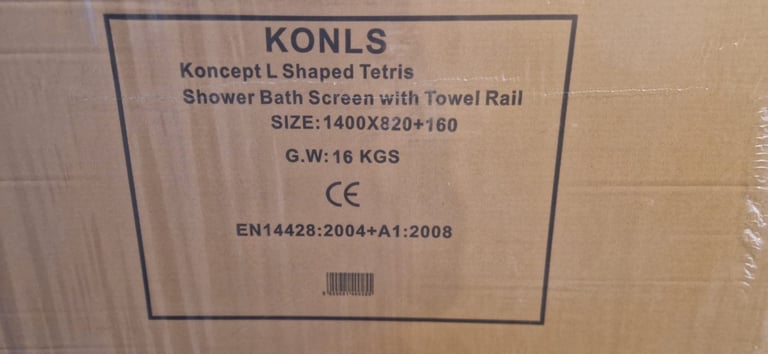 KONLS
Koncept L Shaped Tetris
Shower Bath Screen with Towel Rail
SIZE:1400X820+160
G.W:16 KGS
CE
EN14428:2004+A1:2008